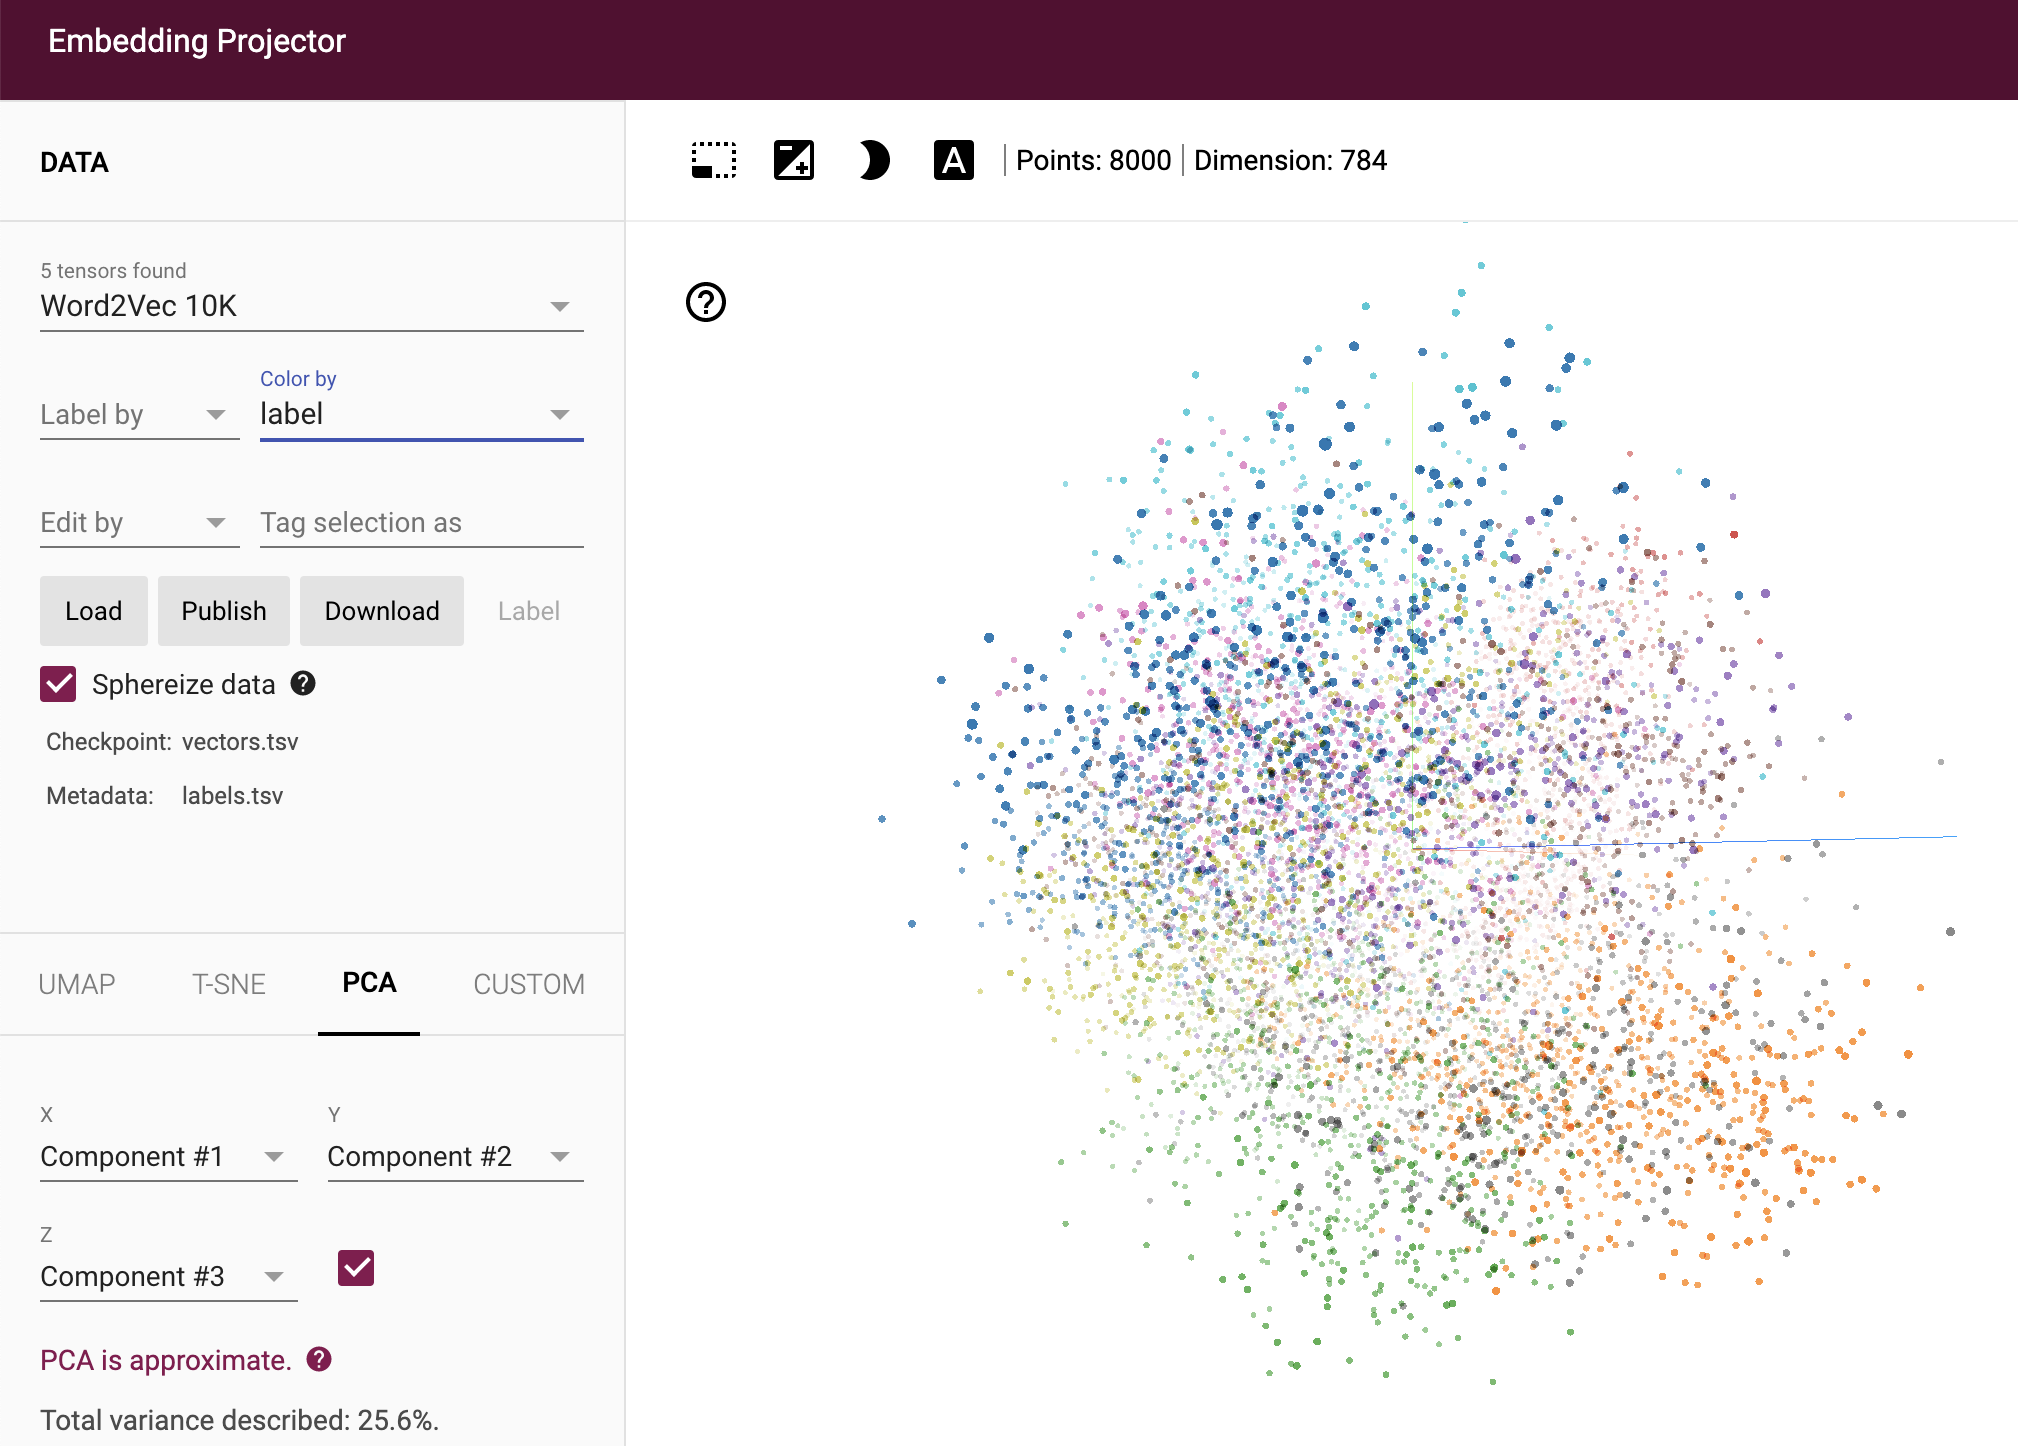 Embedding Projector
DATA
A | Points: 8000 | Dimension: 784
5 tensors found
Word2Vec 10K
Color by
Label by label
Edit by Tag selection as
Load Publish Download Label
Sphereize data ?
Checkpoint: vectors.tsv
Metadata: labels.tsv
?
UMAP T-SNE PCA CUSTOM
X Y
Component #1 Component #2
Z
Component #3
PCA is approximate. ?
Total variance described: 25.6%.